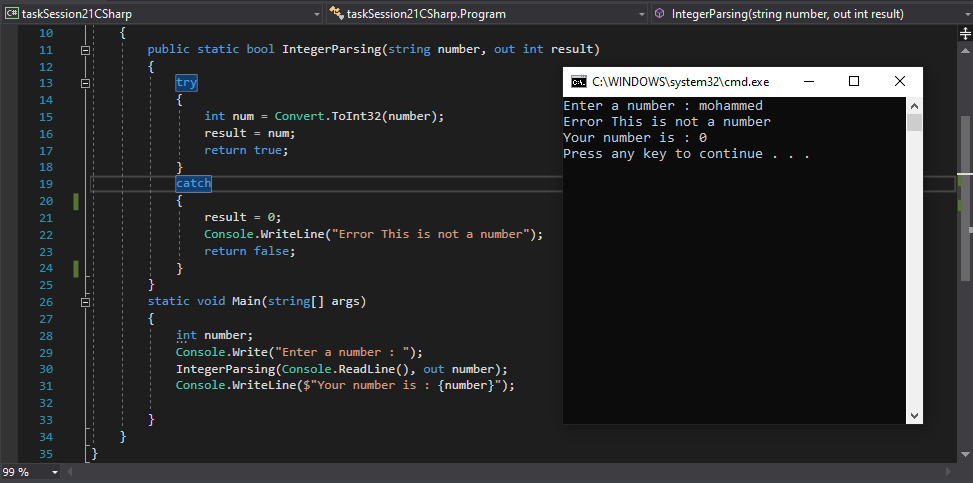 C# taskSession21CSharp taskSession21CSharp.Program IntegerParsing(string number, out int result)
10 {
11 public static bool IntegerParsing(string number, out int result)
12 {
13 try
14 {
15 int num = Convert.ToInt32(number);
16 result = num;
17 return true;
18 }
19 catch
20 {
21 result = 0;
22 Console.WriteLine("Error This is not a number");
23 return false;
24 }
25 }
26 static void Main(string[] args)
27 {
28 int number;
29 Console.Write("Enter a number : ");
30 IntegerParsing(Console.ReadLine(), out number);
31 Console.WriteLine($"Your number is : {number}");
32
33 }
34 }
35 }
99 %
C:\WINDOWS\system32\cmd.exe
Enter a number : mohammed
Error This is not a number
Your number is : 0
Press any key to continue . . .